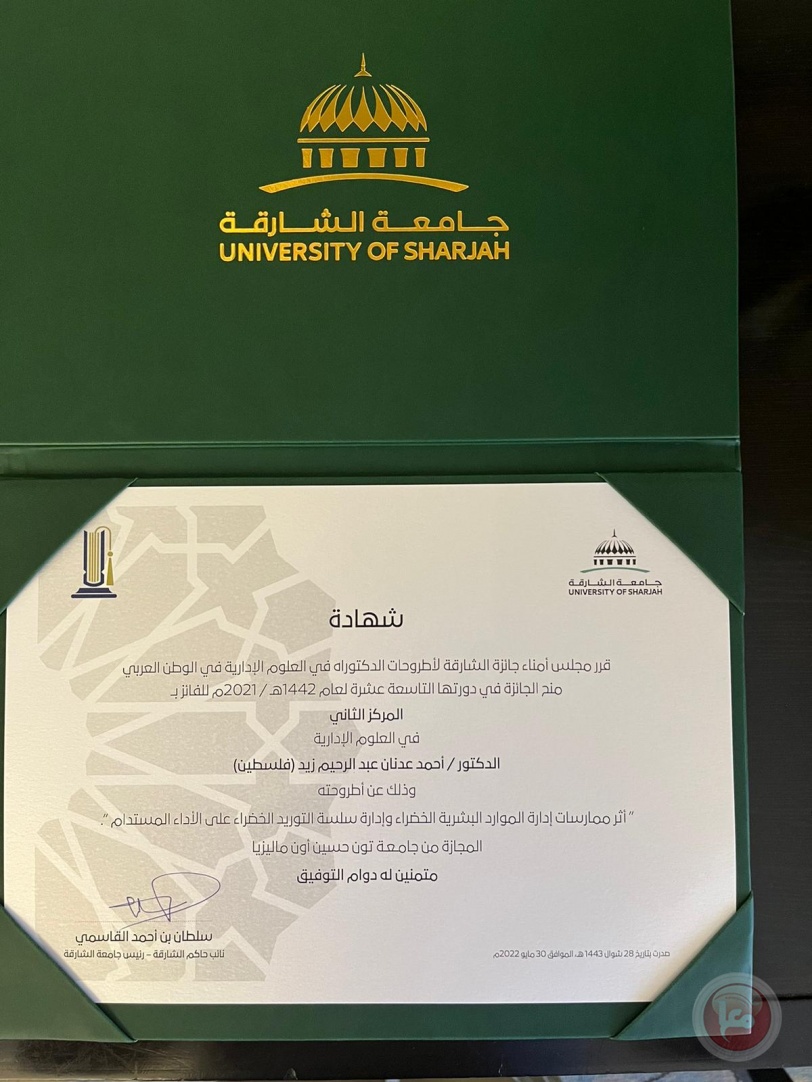 جامعة الشارقة
UNIVERSITY OF SHARJAH
جامعة الشارقة
UNIVERSITY OF SHARJAH
شهادة
قرر مجلس أمناء جائزة الشارقة لأطروحات الدكتوراه في العلوم الإدارية في الوطن العربي
منح الجائزة في دورتها التاسعة عشرة لعام 1442هـ / 2021م للفائز بـ
المركز الثاني
في العلوم الإدارية
الدكتور / أحمد عدنان عبد الرحيم زيد (فلسطين)
وذلك عن أطروحته
"أثر ممارسات إدارة الموارد البشرية الخضراء وإدارة سلسة التوريد الخضراء على الأداء المستدام".
المجازة من جامعة تون حسين أون ماليزيا
متمنين له دوام التوفيق
سلطان بن أحمد القاسمي
نائب حاكم الشارقة - رئيس جامعة الشارقة
صدرت بتاريخ 28 شوال 1443هـ، الموافق 30 مايو 2022م
معا